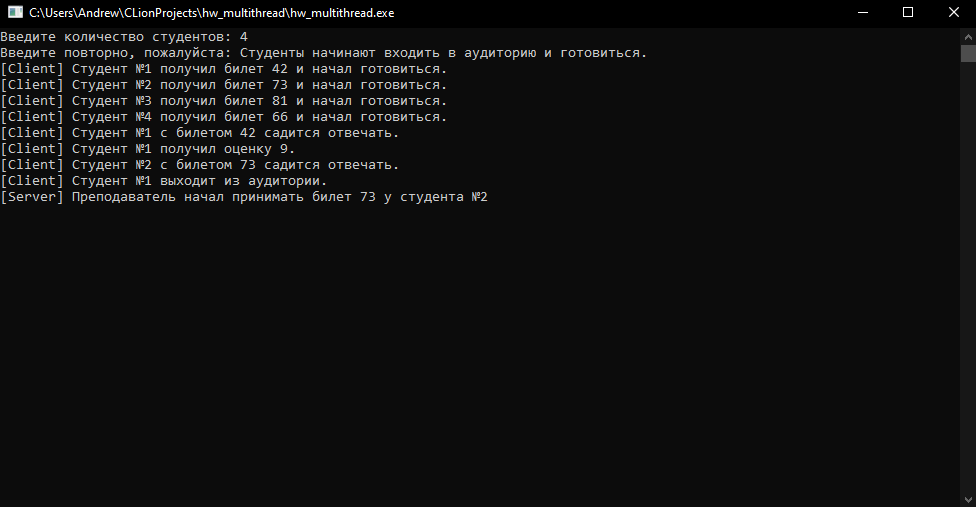 C:\Users\Andrew\CLionProjects\hw_multithread\hw_multithread.exe
Введите количество студентов: 4
Введите повторно, пожалуйста: Студенты начинают входить в аудиторию и готовиться.
[Client] Студент №1 получил билет 42 и начал готовиться.
[Client] Студент №2 получил билет 73 и начал готовиться.
[Client] Студент №3 получил билет 81 и начал готовиться.
[Client] Студент №4 получил билет 66 и начал готовиться.
[Client] Студент №1 с билетом 42 садится отвечать.
[Client] Студент №1 получил оценку 9.
[Client] Студент №2 с билетом 73 садится отвечать.
[Client] Студент №1 выходит из аудитории.
[Server] Преподаватель начал принимать билет 73 у студента №2